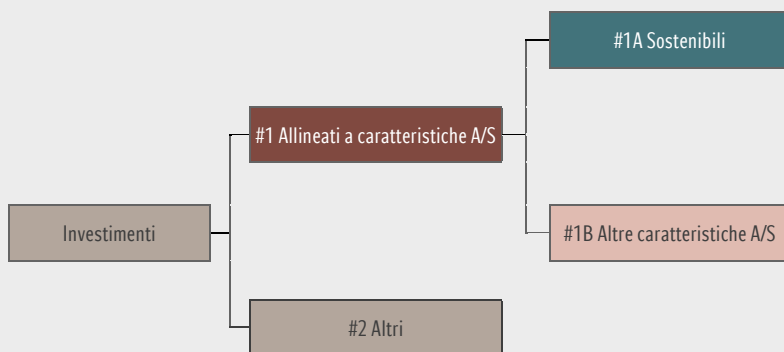 #1A Sostenibili
#1 Allineati a caratteristiche A/S
Investimenti
#1B Altre caratteristiche A/S
#2 Altri